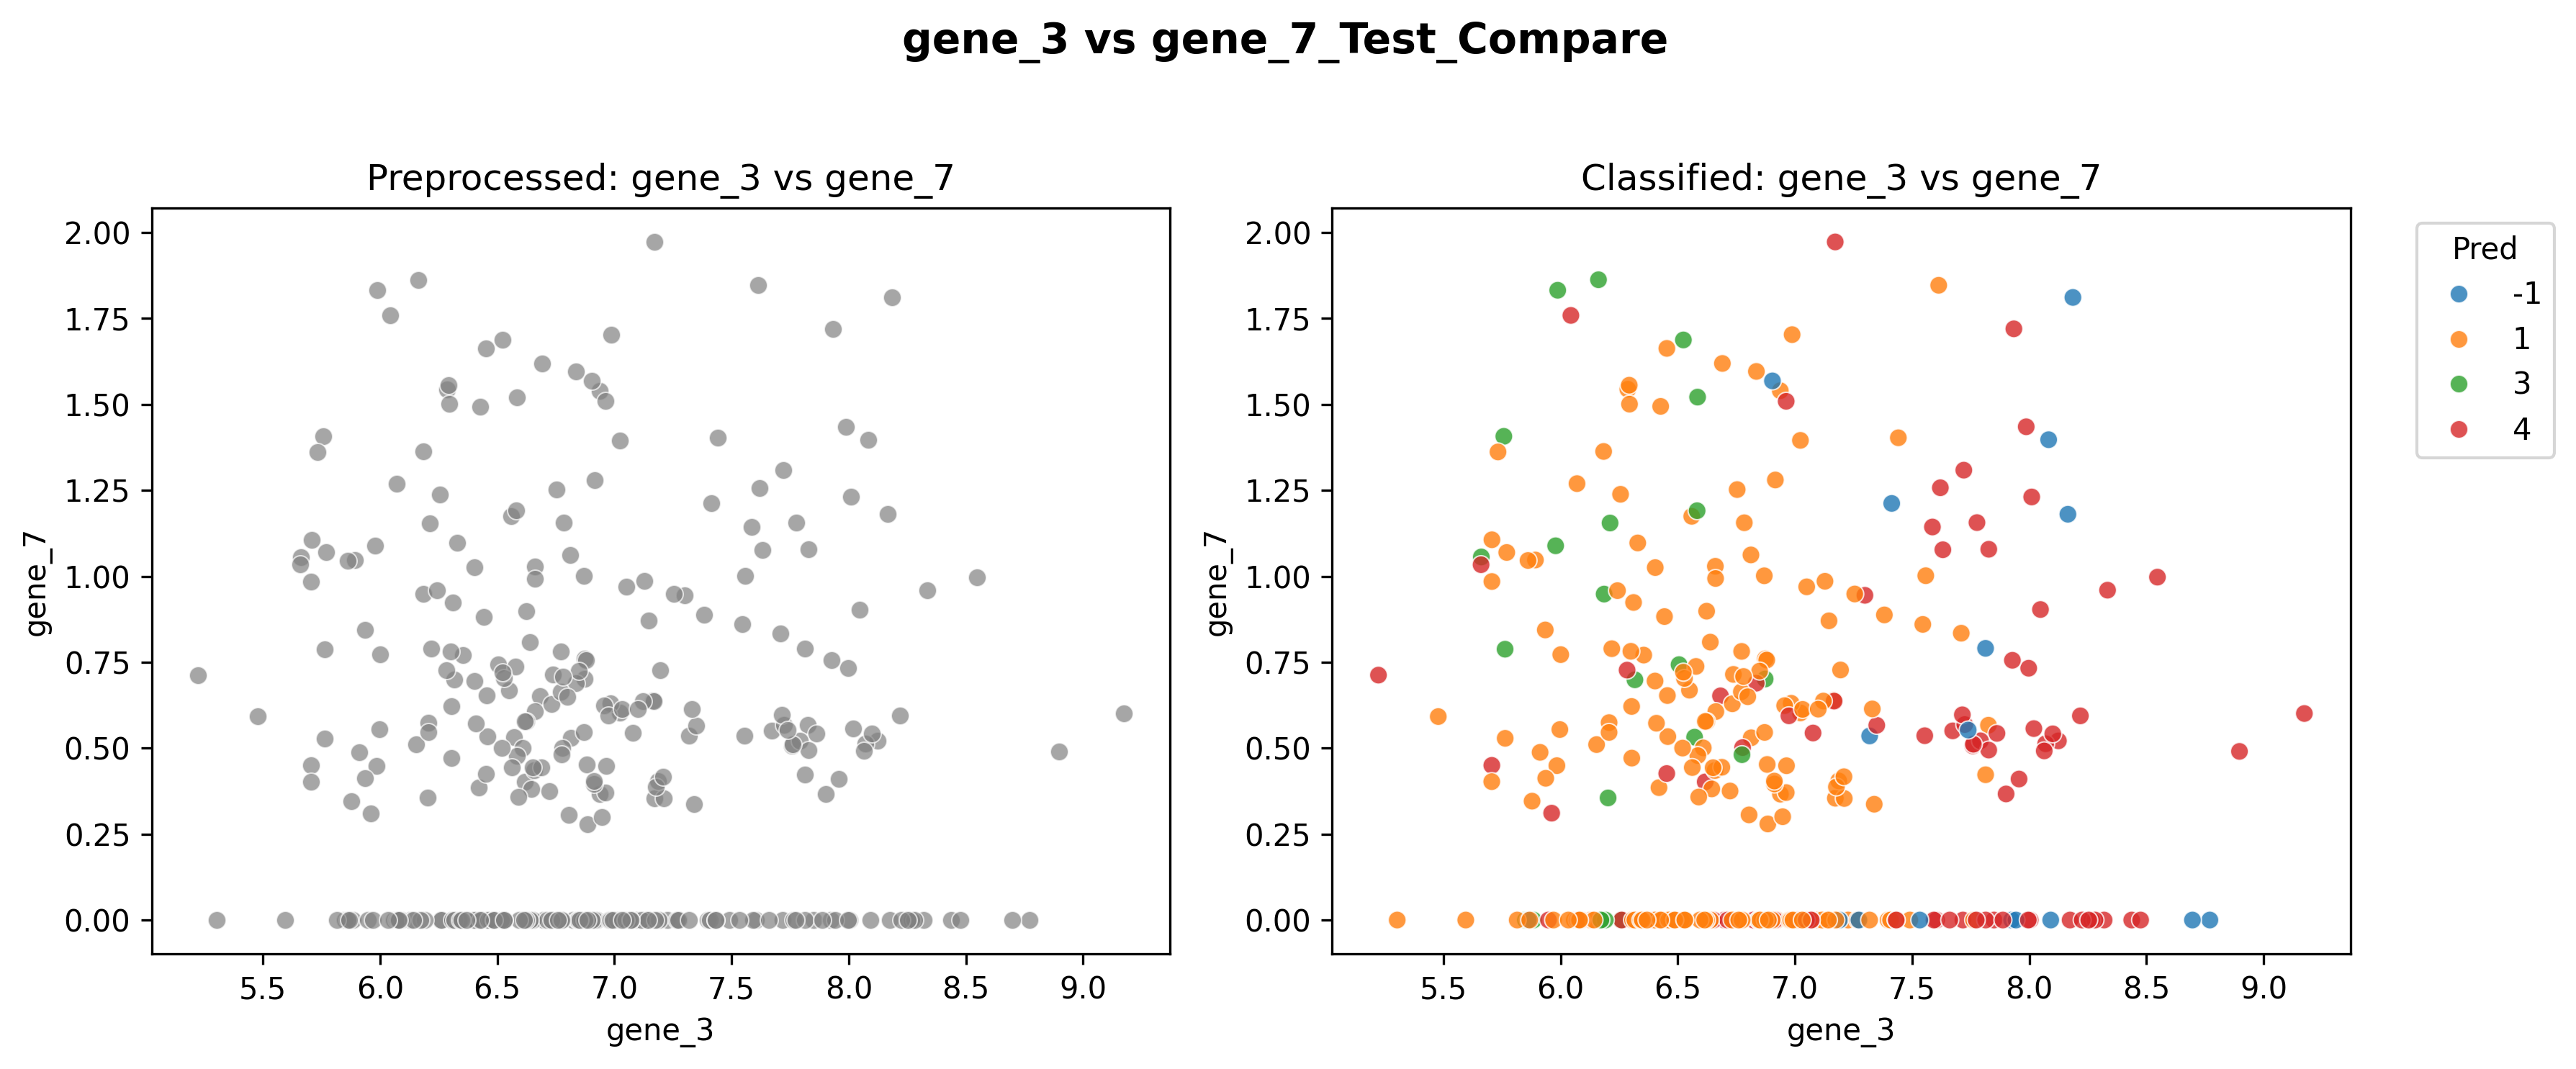 gene_3 vs gene_7_Test_Compare
Preprocessed: gene_3 vs gene_7
2.00
1.75
1.50
1.25
1.00
0.75
0.50
0.25
0.00
gene_7
5.5 6.0 6.5 7.0 7.5 8.0 8.5 9.0
gene_3
Classified: gene_3 vs gene_7
2.00
1.75
1.50
1.25
1.00
0.75
0.50
0.25
0.00
gene_7
5.5 6.0 6.5 7.0 7.5 8.0 8.5 9.0
gene_3
Pred
-1
1
3
4